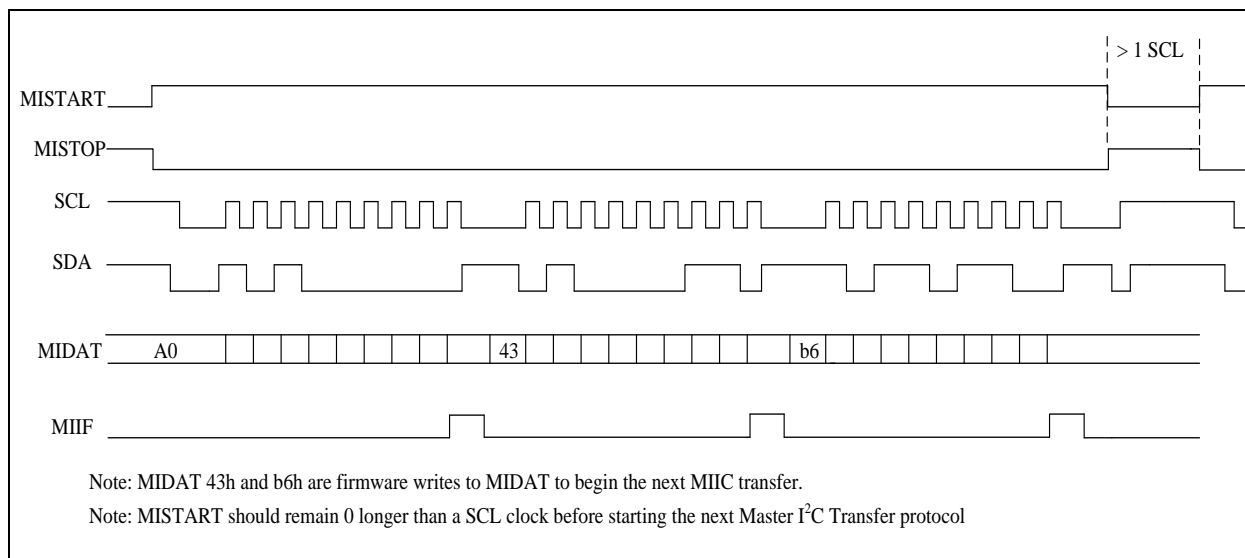 > 1 SCL
MISTART
MISTOP
SCL
SDA
MIDAT A0 43 b6
MIIF
Note: MIDAT 43h and b6h are firmware writes to MIDAT to begin the next MIIC transfer.
Note: MISTART should remain 0 longer than a SCL clock before starting the next Master I²C Transfer protocol